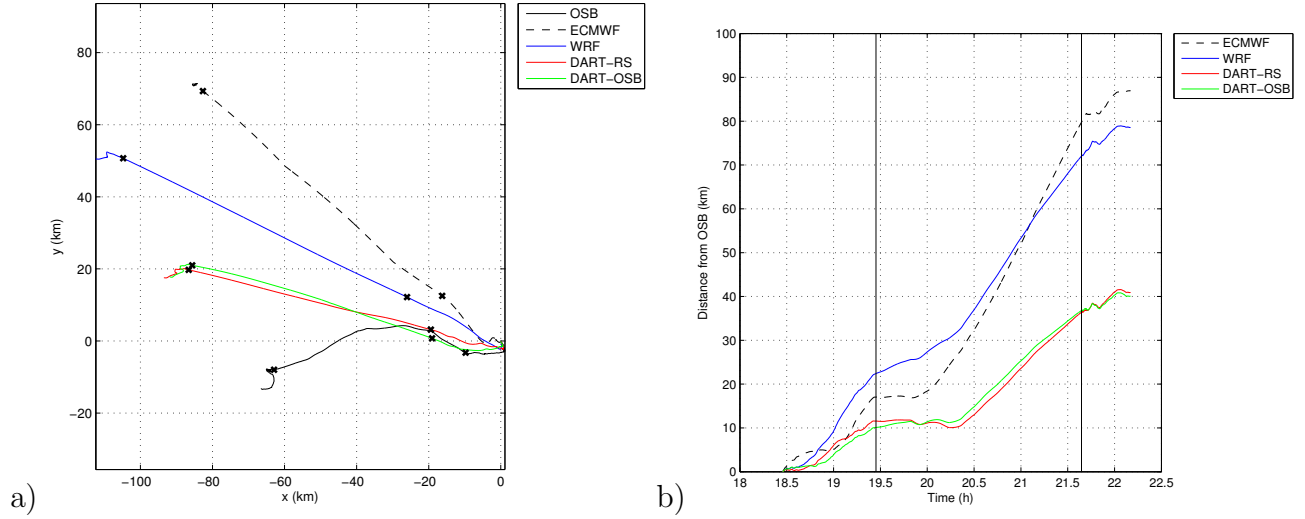 OSB
ECMWF
WRF
DART−RS
DART−OSB
80
60
40
20
0
−20
−100
−80
−60
−40
−20
0
x (km)
y (km)
a)
100
90
80
70
60
50
40
30
20
10
0
18
18.5
19
19.5
20
20.5
21
21.5
22
22.5
Time (h)
Distance from OSB (km)
ECMWF
WRF
DART−RS
DART−OSB
b)